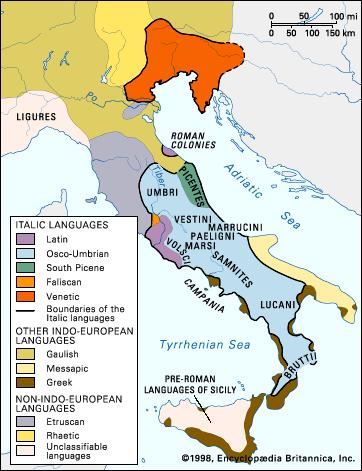 0 50 100 mi
0 50 100 150 km
Po
LIGURES
ROMAN
COLONIES
Adriatic
Sea
PICENTES
Tiber
UMBRI
VESTINI
MARRUCINI
PAELIGNI
MARSI
VOLSCI
SAMNITES
CAMPANIA
LUCANI
BRUTTII
Tyrrhenian Sea
PRE-ROMAN
LANGUAGES OF SICILY
ITALIC LANGUAGES
Latin
Osco-Umbrian
South Picene
Faliscan
Venetic
Boundaries of the
Italic languages
OTHER INDO-EUROPEAN
LANGUAGES
Gaulish
Messapic
Greek
NON-INDO-EUROPEAN
LANGUAGES
Etruscan
Rhaetic
Unclassifiable
languages
©1998, Encyclopædia Britannica, Inc.